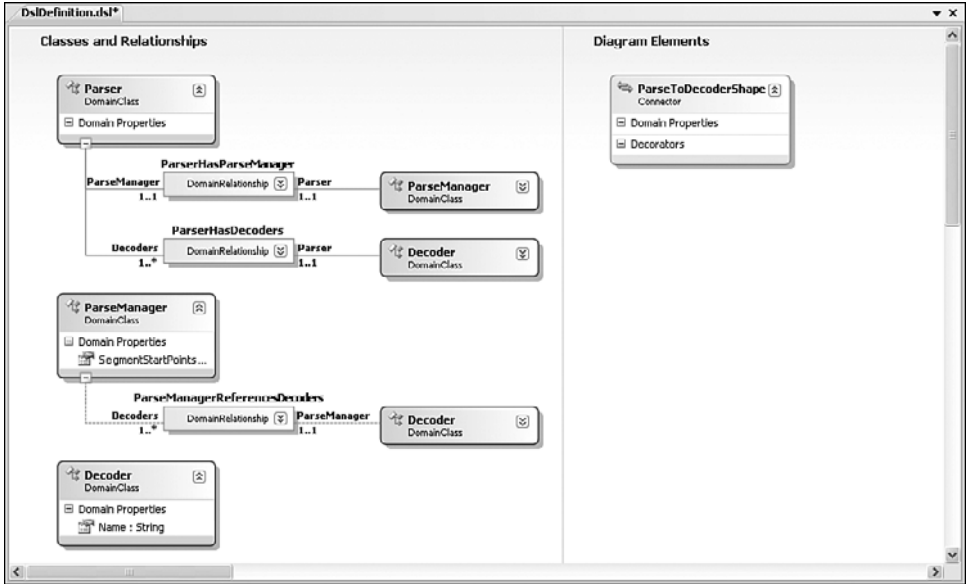 DslDefinition.dsl*
Classes and Relationships
Diagram Elements
Parser
DomainClass
Domain Properties
ParserHasParseManager
ParseManager
DomainRelationship
Parser
1..1
1..1
ParseManager
DomainClass
ParserHasDecoders
Decoders
DomainRelationship
Parser
1..*
1..1
Decoder
DomainClass
ParseManager
DomainClass
Domain Properties
SegmentStartPoints...
ParseManagerReferencesDecoders
Decoders
DomainRelationship
ParseManager
1..*
1..1
Decoder
DomainClass
Decoder
DomainClass
Domain Properties
Name : String
ParseToDecoderShape
Connector
Domain Properties
Decorators